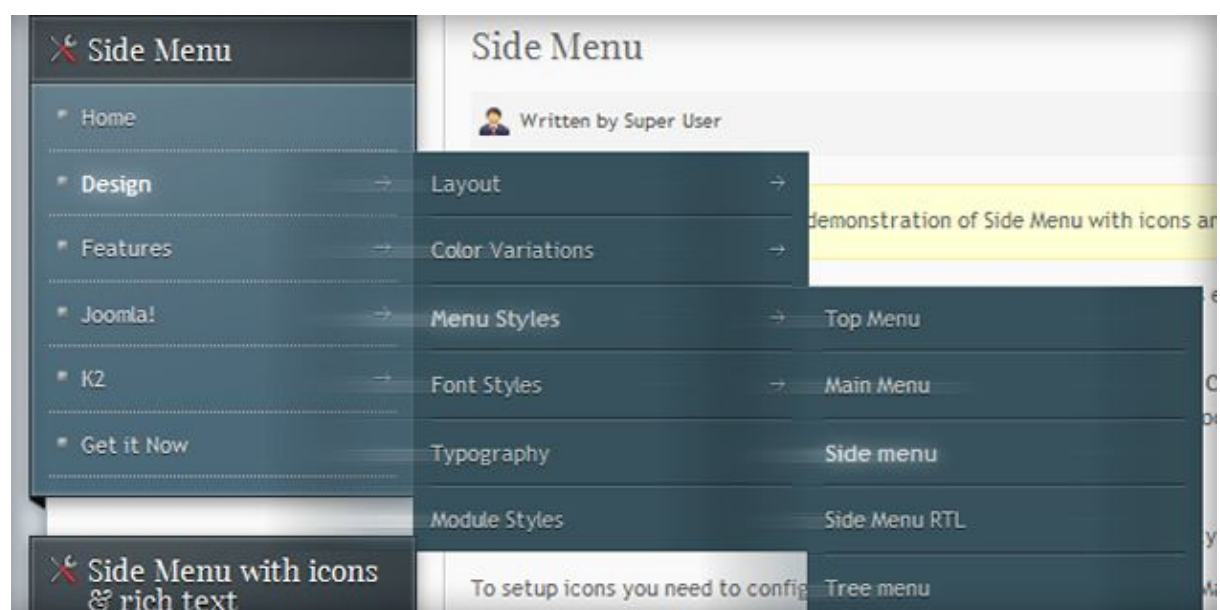 Side Menu
Home
Design
Features
Joomla!
K2
Get it Now
Side Menu with icons
& rich text
Layout
Color Variations
Menu Styles
Font Styles
Typography
Module Styles
Top Menu
Main Menu
Side menu
Side Menu RTL
Tree menu
Side Menu
Written by Super User
demonstration of Side Menu with icons
To setup icons you need to